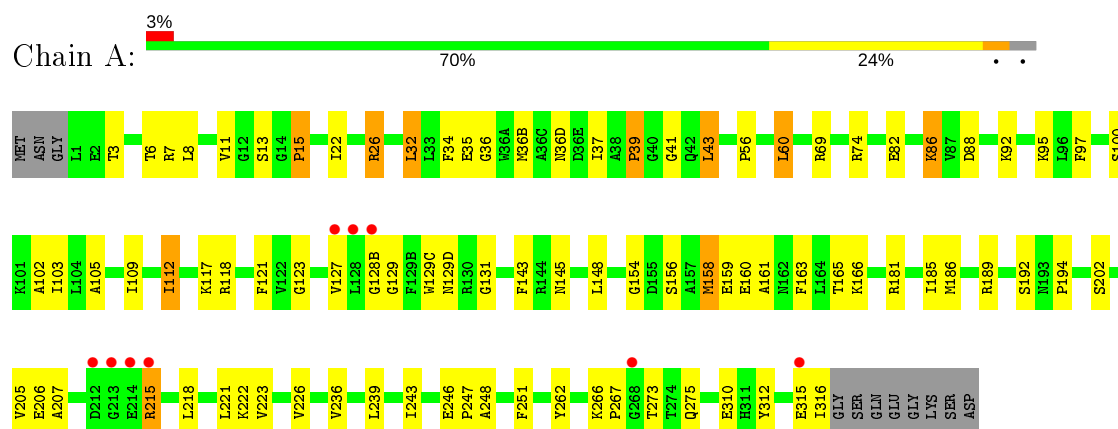 3%
Chain A:
70% 24% • •
MET ASN GLY L1 E2 T3 T6 R7 L8 V11 G12 S13 G14 P15 I22 R26 L32 L33 F34 E35 G36 W36A M36B A36C N36D D36E I37 A38 P39 G40 G41 Q42 L43 P56 L60 R69 R74 E82 K86 V87 D88 K92 K95 L96 F97 S100
K101 A102 I103 L104 A105 I109 I112 K117 R118 F121 V122 G123 V127 L128 G128B G129 F129B W129C N129D R130 G131 F143 R144 N145 L148 G154 D155 S156 A157 M158 E159 E160 A161 N162 F163 L164 T165 K166 R181 I185 M186 R189 S192 N193 P194 S202
V205 E206 A207 D212 G213 E214 R215 L218 L221 K222 V223 V226 V236 L239 I243 E246 P247 A248 F251 Y262 K266 P267 G268 T273 T274 Q275 E310 H311 Y312 E315 I316 GLY SER GLN GLU GLY LYS SER ASP